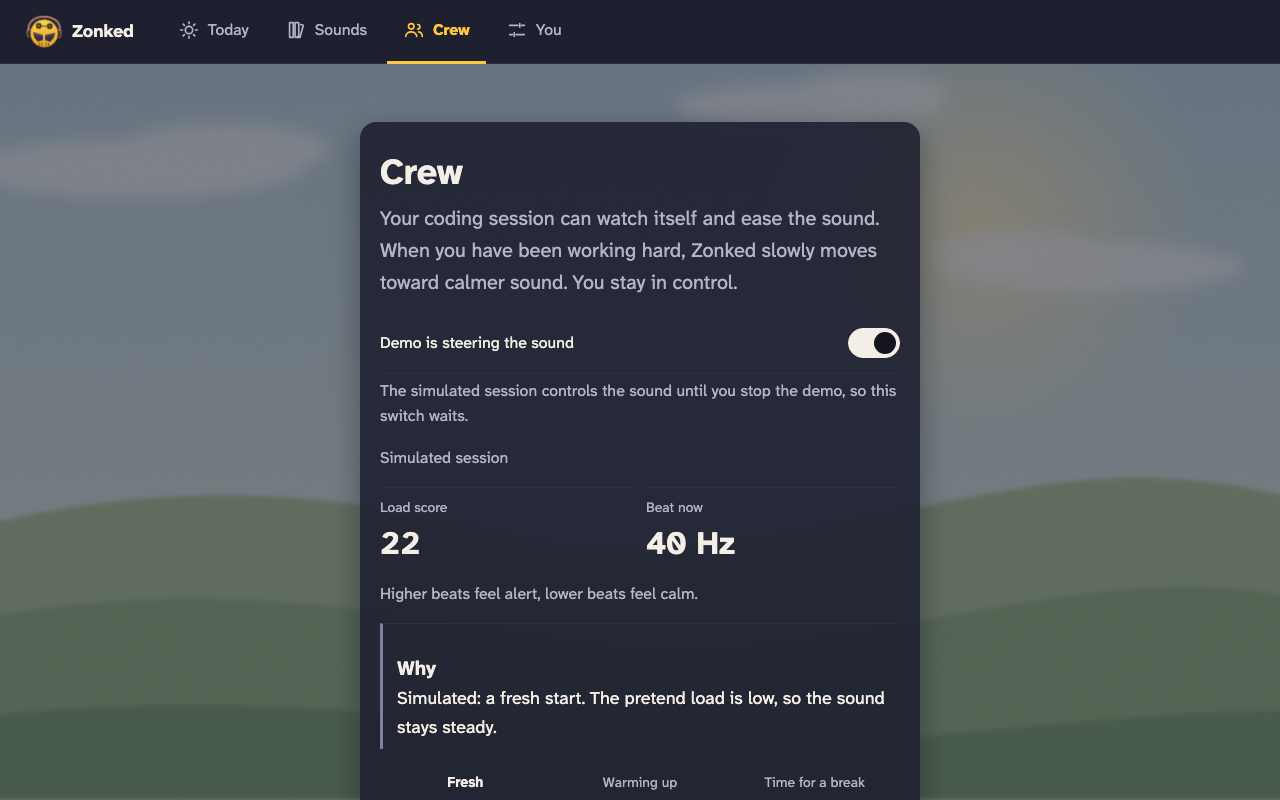 Zonked
Today
Sounds
Crew
You
Crew
Your coding session can watch itself and ease the sound.
When you have been working hard, Zonked slowly moves
toward calmer sound. You stay in control.
Demo is steering the sound
The simulated session controls the sound until you stop the demo, so this
switch waits.
Simulated session
Load score
Beat now
22
40 Hz
Higher beats feel alert, lower beats feel calm.
Why
Simulated: a fresh start. The pretend load is low, so the sound
stays steady.
Fresh
Warming up
Time for a break